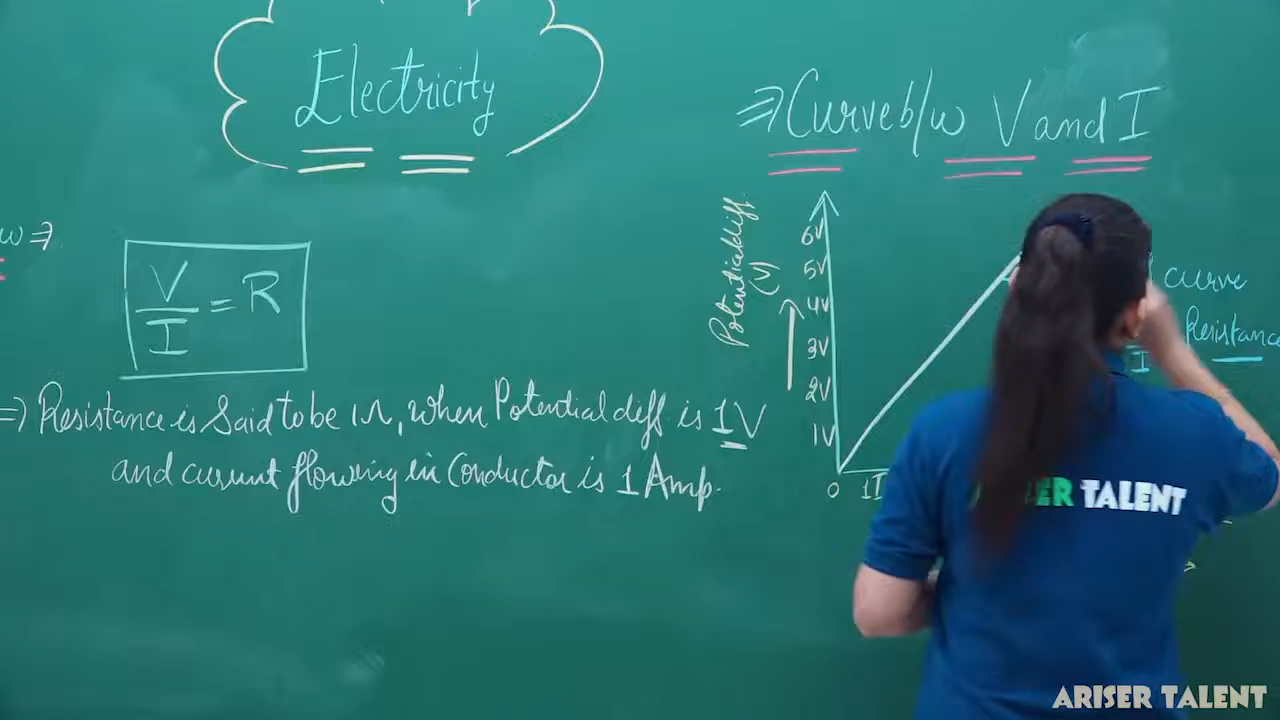 Electricity
⇒ Curve b/w V and I
w ⇒
V/I = R
⇒ Resistance is Said to be 1Ω, when Potential diff is 1V
and current flowing in Conductor is 1 Amp.
Potential diff.
(V)
6V
5V
4V
3V
2V
1V
0 1I
curve
Resistance
I
ER TALENT
ARISER TALENT